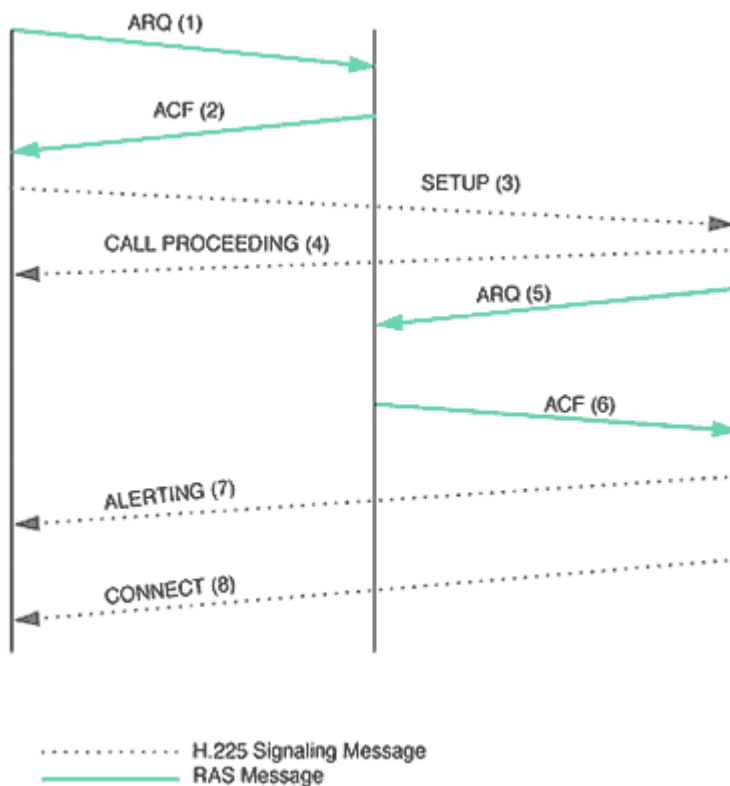 ARQ (1)
ACF (2)
SETUP (3)
CALL PROCEEDING (4)
ARQ (5)
ACF (6)
ALERTING (7)
CONNECT (8)
H.225 Signaling Message
RAS Message